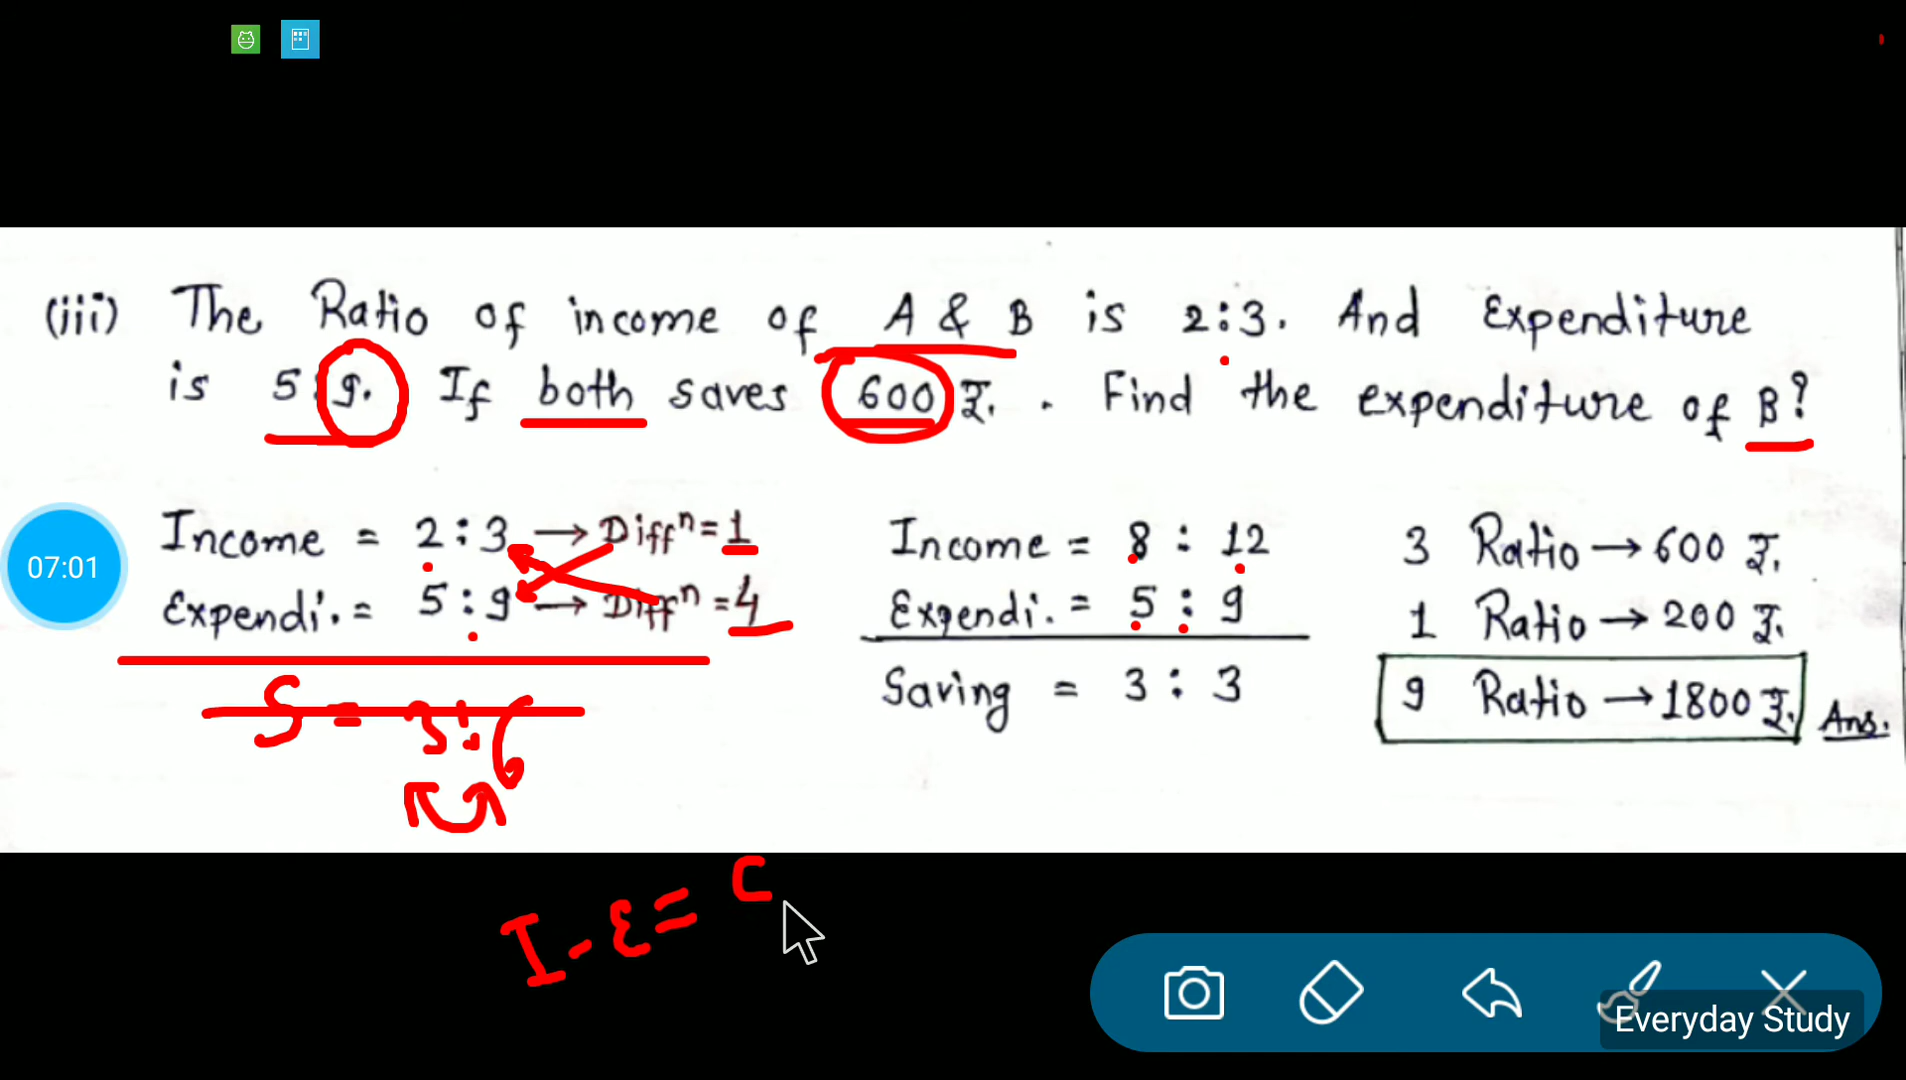 (iii) The Ratio of income of A & B is 2:3. And Expenditure
is 5:9. If both saves 600 ₹. Find the expenditure of B?
Income = 2:3 → Diffⁿ = 1
Expendi. = 5:9 → Diffⁿ = 4
S = 5:6
Income = 8 : 12
Expendi. = 5 : 9
Saving = 3 : 3
3 Ratio → 600 ₹.
1 Ratio → 200 ₹.
9 Ratio → 1800 ₹. Ans.
07:01
I - E =
Everyday Study